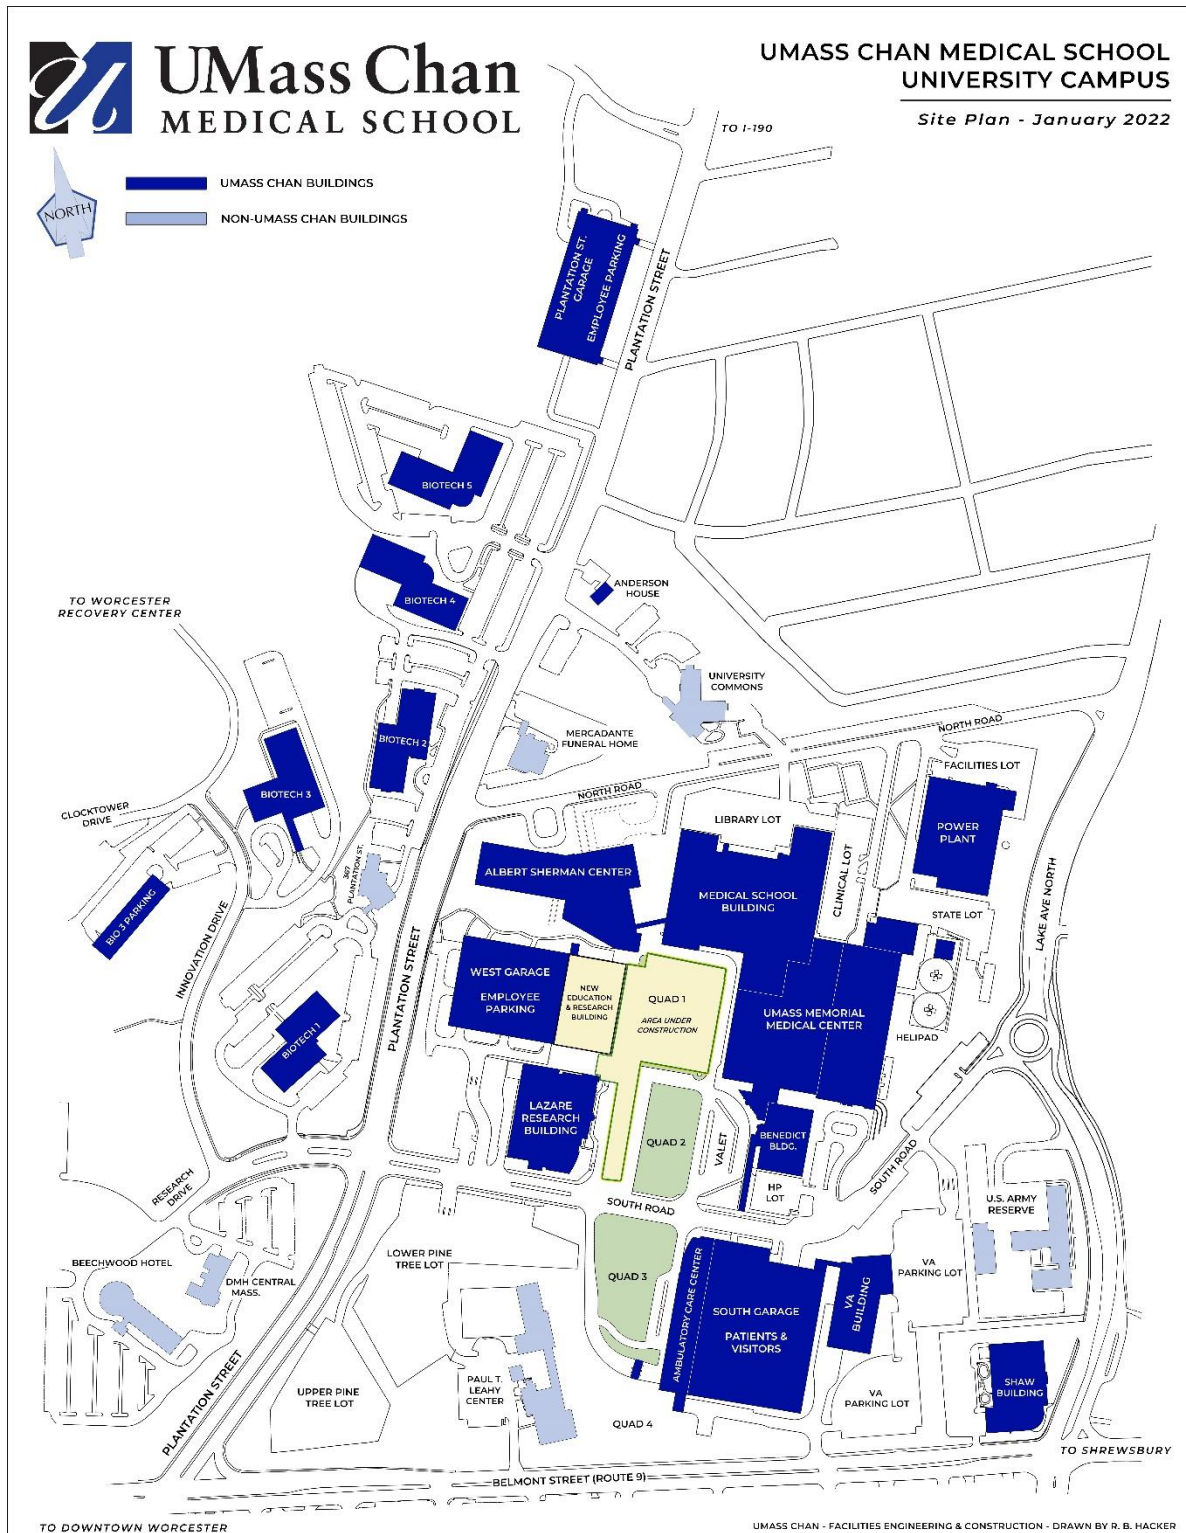 UMass Chan
MEDICAL SCHOOL
UMASS CHAN MEDICAL SCHOOL
UNIVERSITY CAMPUS
Site Plan - January 2022
NORTH
UMASS CHAN BUILDINGS
NON-UMASS CHAN BUILDINGS
TO I-190
PLANTATION ST.
GARAGE
EMPLOYEE PARKING
PLANTATION STREET
BIOTECH 5
BIOTECH 4
ANDERSON
HOUSE
TO WORCESTER
RECOVERY CENTER
UNIVERSITY
COMMONS
BIOTECH 2
MERCADANTE
FUNERAL HOME
NORTH ROAD
FACILITIES LOT
BIOTECH 3
CLOCKTOWER
DRIVE
NORTH ROAD
LIBRARY LOT
POWER
PLANT
367
PLANTATION ST.
ALBERT SHERMAN CENTER
MEDICAL SCHOOL
BUILDING
CLINICAL LOT
STATE LOT
LAKE AVE NORTH
BIO 3 PARKING
INNOVATION DRIVE
PLANTATION STREET
WEST GARAGE
EMPLOYEE
PARKING
NEW
EDUCATION
& RESEARCH
BUILDING
QUAD 1
AREA UNDER
CONSTRUCTION
UMASS MEMORIAL
MEDICAL CENTER
HELIPAD
BIOTECH 1
LAZARE
RESEARCH
BUILDING
QUAD 2
VALET
BENEDICT
BLDG.
HP
LOT
SOUTH ROAD
RESEARCH
DRIVE
SOUTH ROAD
U.S. ARMY
RESERVE
BEECHWOOD HOTEL
DMH CENTRAL
MASS.
LOWER PINE
TREE LOT
QUAD 3
AMBULATORY CARE CENTER
SOUTH GARAGE
PATIENTS &
VISITORS
VA
BUILDING
VA
PARKING LOT
PLANTATION STREET
UPPER PINE
TREE LOT
PAUL T.
LEAHY
CENTER
QUAD 4
VA
PARKING LOT
SHAW
BUILDING
TO SHREWSBURY
BELMONT STREET (ROUTE 9)
TO DOWNTOWN WORCESTER
UMASS CHAN - FACILITIES ENGINEERING & CONSTRUCTION - DRAWN BY R. B. HACKER